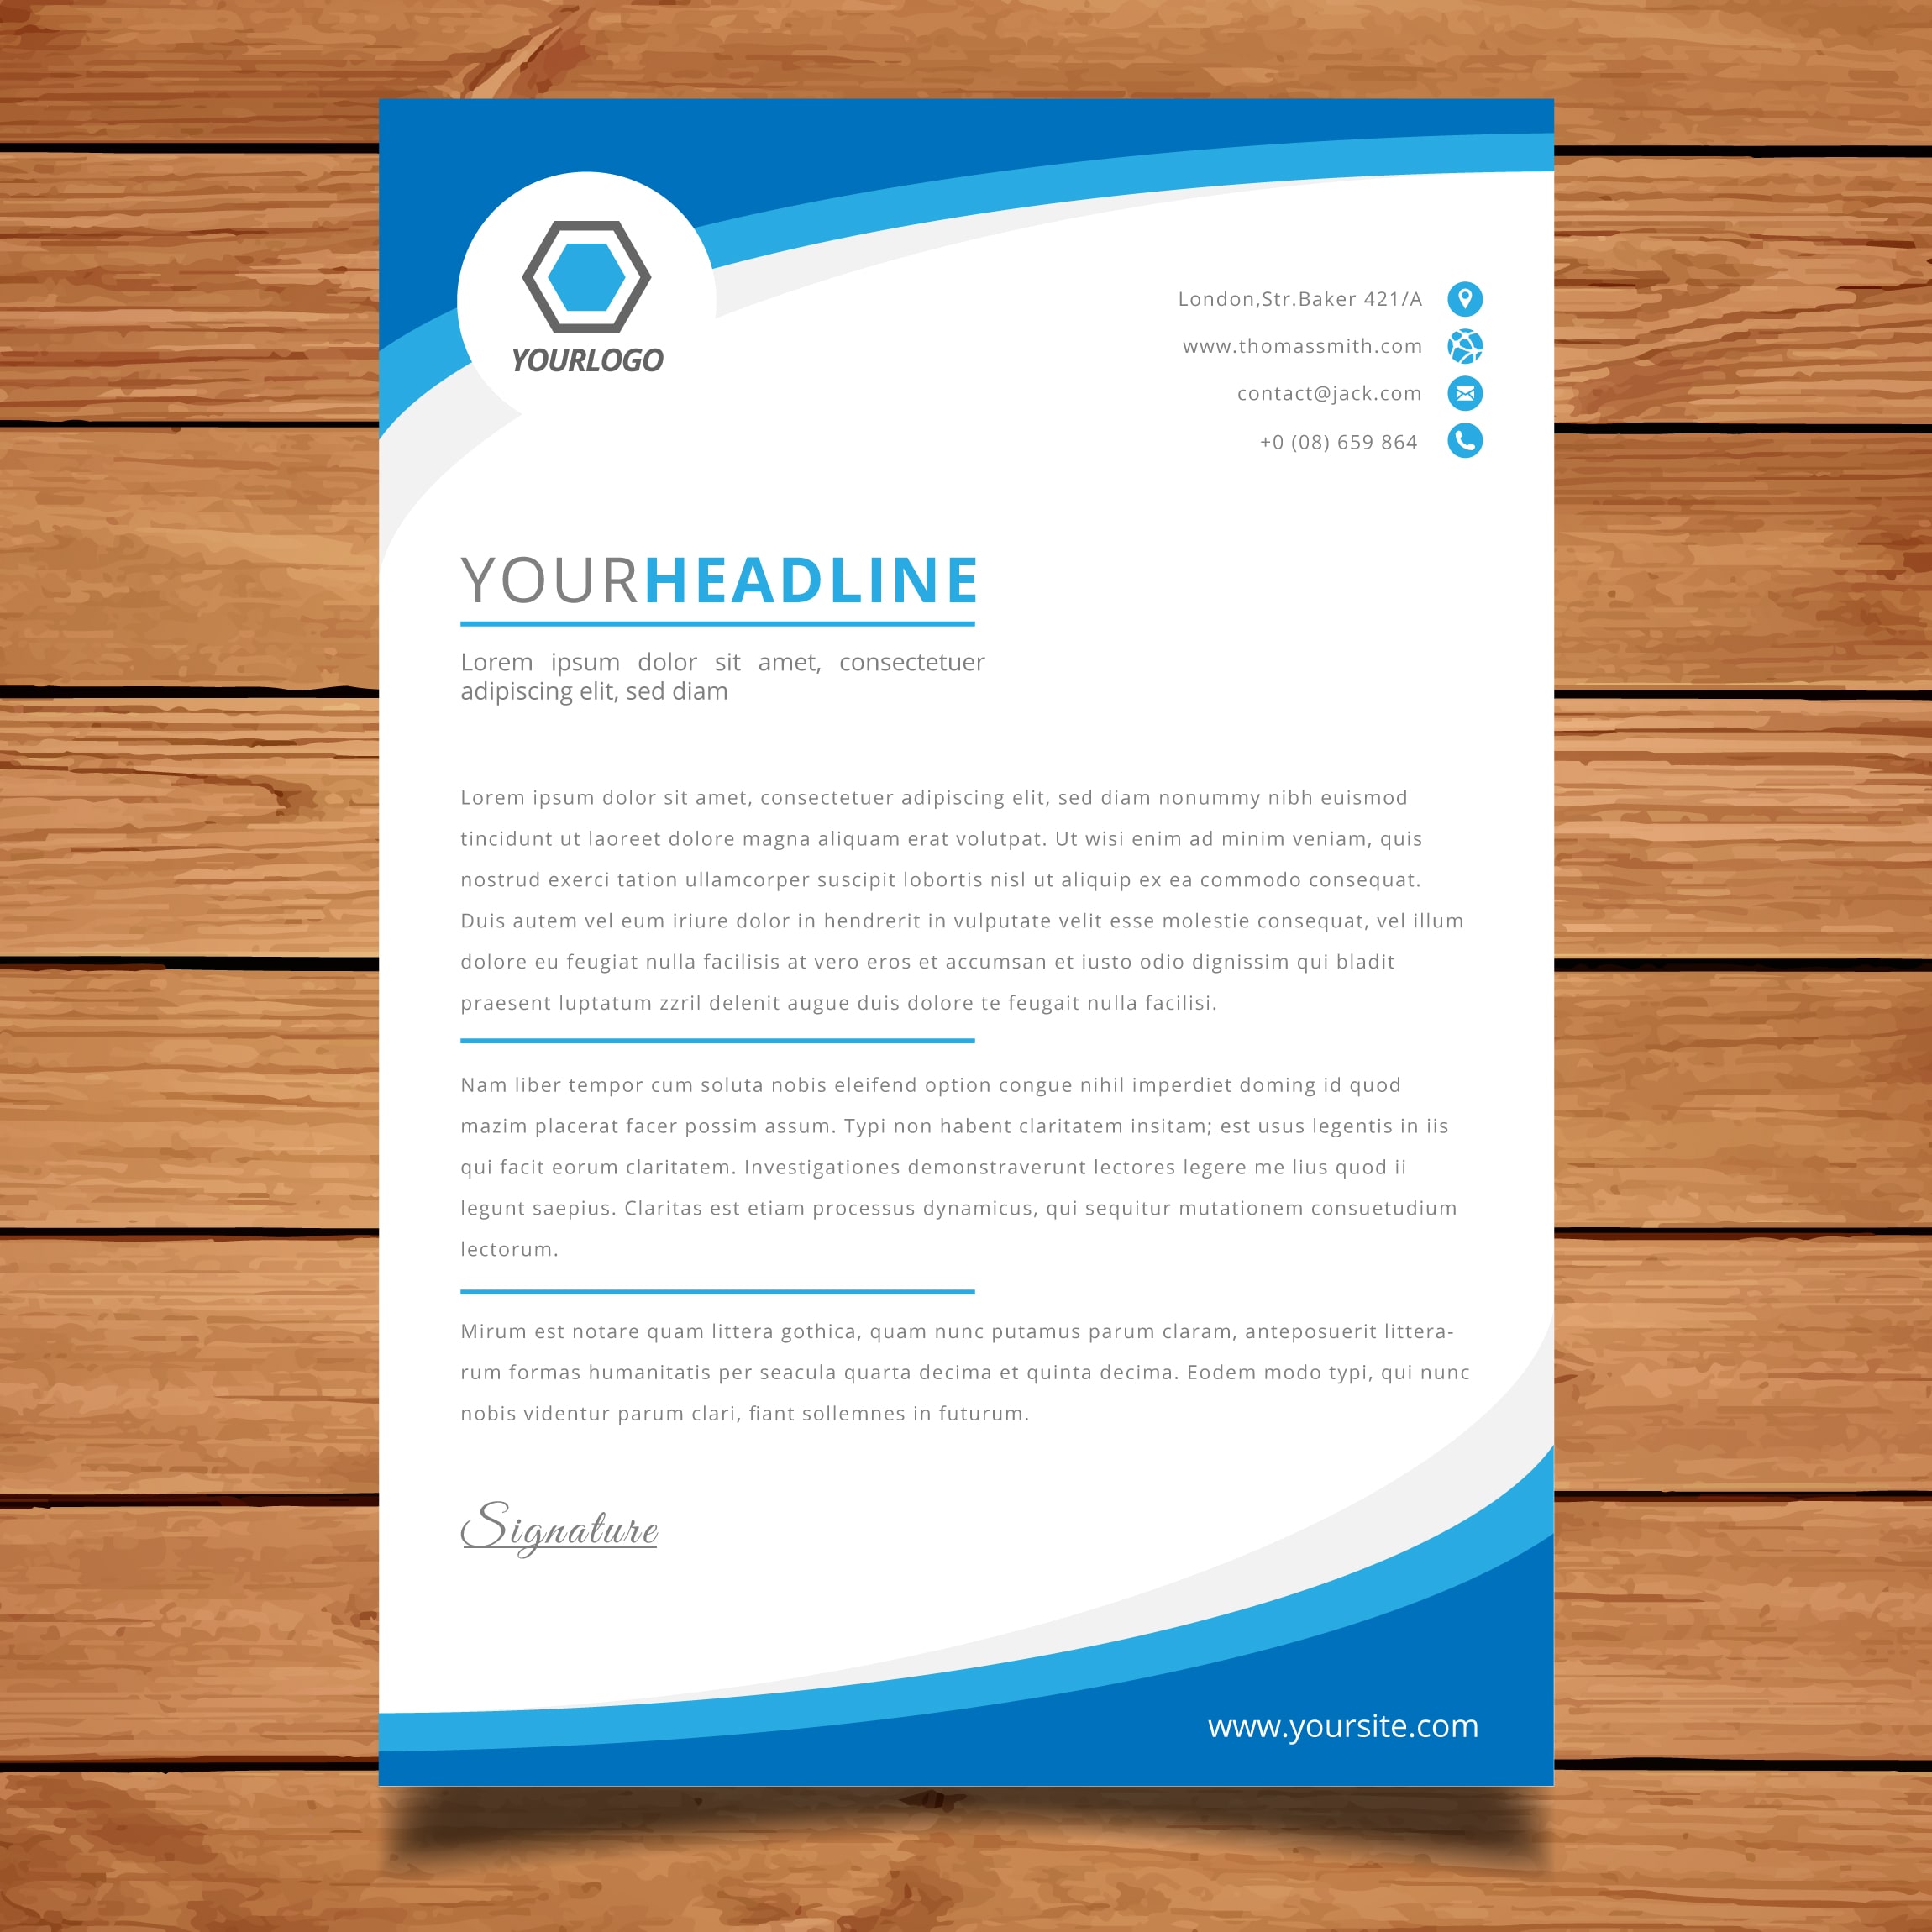 YOURLOGO
London,Str.Baker 421/A
www.thomassmith.com
contact@jack.com
+0 (08) 659 864
YOURHEADLINE
Lorem ipsum dolor sit amet, consectetuer
adipiscing elit, sed diam
Lorem ipsum dolor sit amet, consectetuer adipiscing elit, sed diam nonummy nibh euismod
tincidunt ut laoreet dolore magna aliquam erat volutpat. Ut wisi enim ad minim veniam, quis
nostrud exerci tation ullamcorper suscipit lobortis nisl ut aliquip ex ea commodo consequat.
Duis autem vel eum iriure dolor in hendrerit in vulputate velit esse molestie consequat, vel illum
dolore eu feugiat nulla facilisis at vero eros et accumsan et iusto odio dignissim qui bladit
praesent luptatum zzril delenit augue duis dolore te feugait nulla facilisi.
Nam liber tempor cum soluta nobis eleifend option congue nihil imperdiet doming id quod
mazim placerat facer possim assum. Typi non habent claritatem insitam; est usus legentis in iis
qui facit eorum claritatem. Investigationes demonstraverunt lectores legere me lius quod ii
legunt saepius. Claritas est etiam processus dynamicus, qui sequitur mutationem consuetudium
lectorum.
Mirum est notare quam littera gothica, quam nunc putamus parum claram, anteposuerit littera-
rum formas humanitatis per seacula quarta decima et quinta decima. Eodem modo typi, qui nunc
nobis videntur parum clari, fiant sollemnes in futurum.
Signature
www.yoursite.com